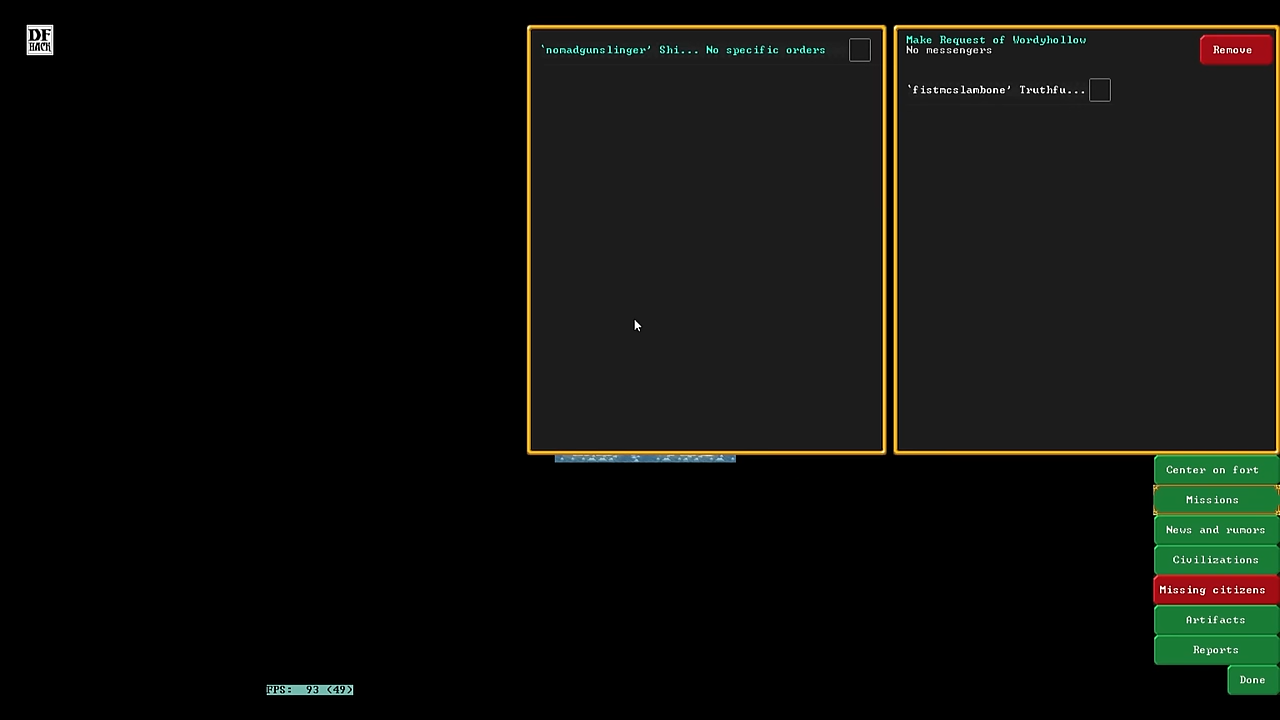 DF
HACK
`nomadgunslinger' Shi... No specific orders
Make Request of Wordyhollow
No messengers
Remove
`fistmcslambone' Truthfu...
Center on fort
Missions
News and rumors
Civilizations
Missing citizens
Artifacts
Reports
Done
FPS: 93 (49)